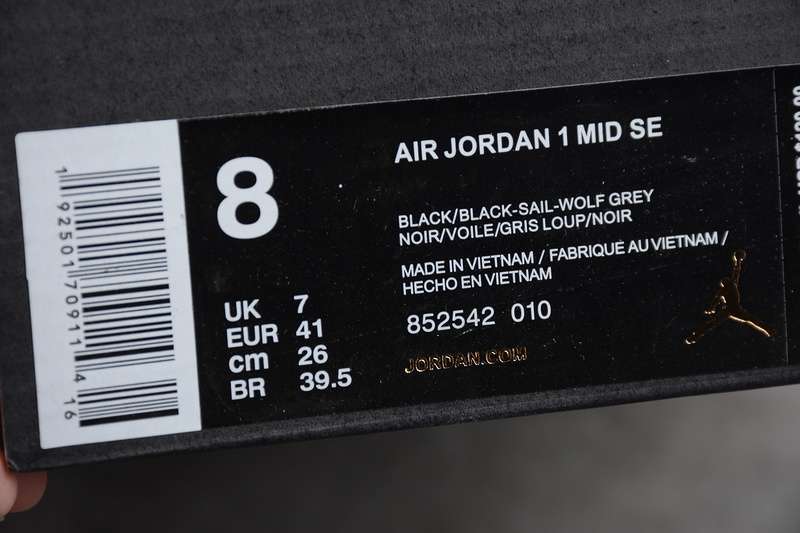 AIR JORDAN 1 MID SE
8
BLACK/BLACK-SAIL-WOLF GREY
NOIR/VOILE/GRIS LOUP/NOIR
MADE IN VIETNAM / FABRIQUÉ AU VIETNAM /
HECHO EN VIETNAM
852542 010
JORDAN.COM
UK 7
EUR 41
cm 26
BR 39.5
1 92501 70911 4 16